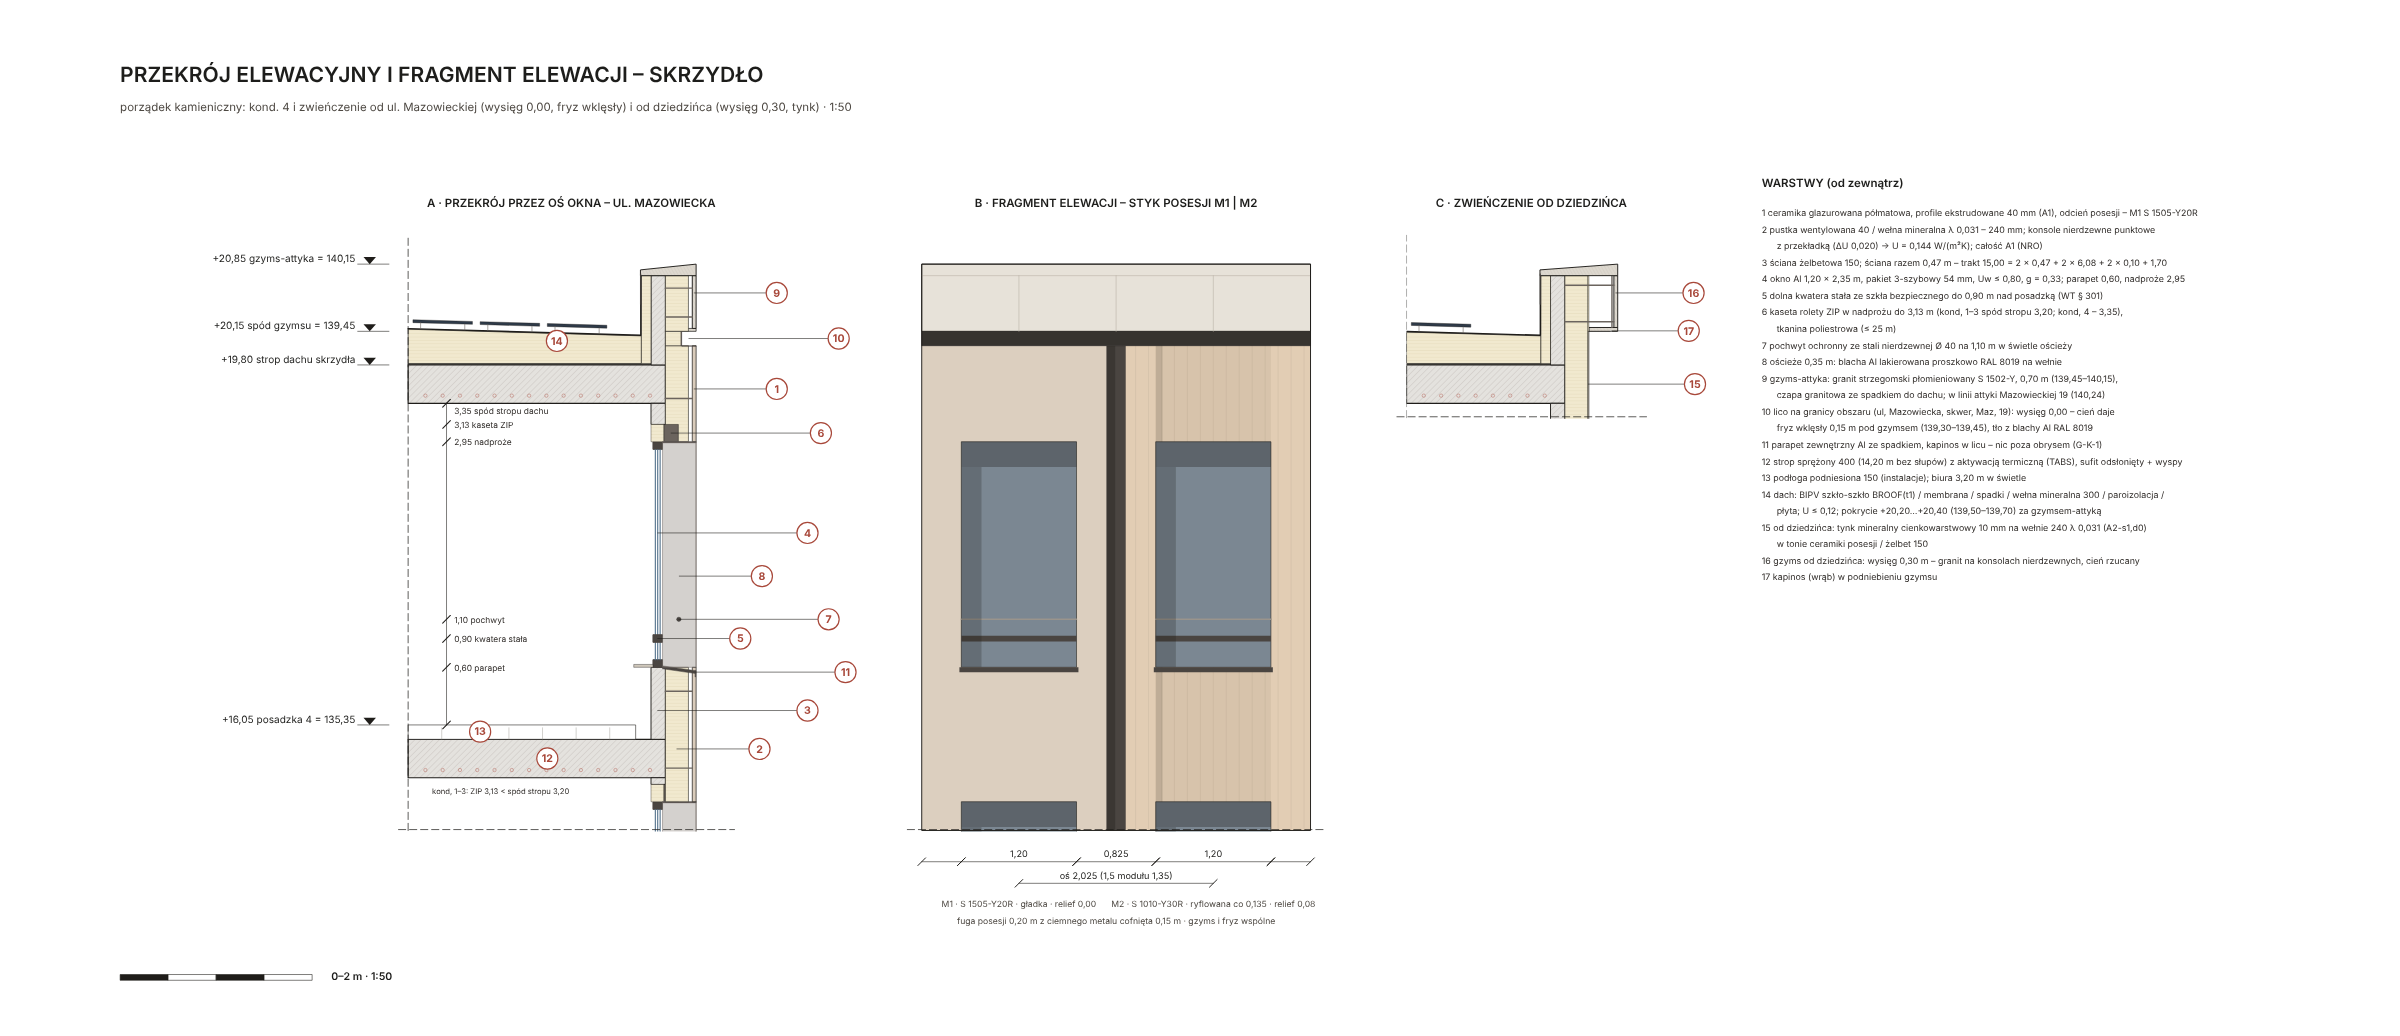 PRZEKRÓJ ELEWACYJNY I FRAGMENT ELEWACJI – SKRZYDŁO
porządek kamieniczny: kond. 4 i zwieńczenie od ul. Mazowieckiej (wysięg 0,00, fryz wklęsły) i od dziedzińca (wysięg 0,30, tynk) · 1:50
A · PRZEKRÓJ PRZEZ OŚ OKNA – UL. MAZOWIECKA
+20,85 gzyms-attyka = 140,15
+20,15 spód gzymsu = 139,45
+19,80 strop dachu skrzydła
+16,05 posadzka 4 = 135,35
3,35 spód stropu dachu
3,13 kaseta ZIP
2,95 nadproże
1,10 pochwyt
0,90 kwatera stała
0,60 parapet
kond, 1–3: ZIP 3,13 < spód stropu 3,20
9
10
14
1
6
4
8
7
5
11
3
13
2
12
B · FRAGMENT ELEWACJI – STYK POSESJI M1 | M2
1,20
0,825
1,20
oś 2,025 (1,5 modułu 1,35)
M1 · S 1505-Y20R · gładka · relief 0,00
M2 · S 1010-Y30R · ryflowana co 0,135 · relief 0,08
fuga posesji 0,20 m z ciemnego metalu cofnięta 0,15 m · gzyms i fryz wspólne
C · ZWIEŃCZENIE OD DZIEDZIŃCA
16
17
15
WARSTWY (od zewnątrz)
1 ceramika glazurowana półmatowa, profile ekstrudowane 40 mm (A1), odcień posesji – M1 S 1505-Y20R
2 pustka wentylowana 40 / wełna mineralna λ 0,031 – 240 mm; konsole nierdzewne punktowe
z przekładką (ΔU 0,020) → U = 0,144 W/(m²K); całość A1 (NRO)
3 ściana żelbetowa 150; ściana razem 0,47 m – trakt 15,00 = 2 × 0,47 + 2 × 6,08 + 2 × 0,10 + 1,70
4 okno Al 1,20 × 2,35 m, pakiet 3-szybowy 54 mm, Uw ≤ 0,80, g = 0,33; parapet 0,60, nadproże 2,95
5 dolna kwatera stała ze szkła bezpiecznego do 0,90 m nad posadzką (WT § 301)
6 kaseta rolety ZIP w nadprożu do 3,13 m (kond, 1–3 spód stropu 3,20; kond, 4 – 3,35),
tkanina poliestrowa (≤ 25 m)
7 pochwyt ochronny ze stali nierdzewnej Ø 40 na 1,10 m w świetle ościeży
8 ościeże 0,35 m: blacha Al lakierowana proszkowo RAL 8019 na wełnie
9 gzyms-attyka: granit strzegomski płomieniowany S 1502-Y, 0,70 m (139,45–140,15),
czapa granitowa ze spadkiem do dachu; w linii attyki Mazowieckiej 19 (140,24)
10 lico na granicy obszaru (ul, Mazowiecka, skwer, Maz, 19): wysięg 0,00 – cień daje
fryz wklęsły 0,15 m pod gzymsem (139,30–139,45), tło z blachy Al RAL 8019
11 parapet zewnętrzny Al ze spadkiem, kapinos w licu – nic poza obrysem (G-K-1)
12 strop sprężony 400 (14,20 m bez słupów) z aktywacją termiczną (TABS), sufit odsłonięty + wyspy
13 podłoga podniesiona 150 (instalacje); biura 3,20 m w świetle
14 dach: BIPV szkło-szkło BROOF(t1) / membrana / spadki / wełna mineralna 300 / paroizolacja /
płyta; U ≤ 0,12; pokrycie +20,20…+20,40 (139,50–139,70) za gzymsem-attyką
15 od dziedzińca: tynk mineralny cienkowarstwowy 10 mm na wełnie 240 λ 0,031 (A2-s1,d0)
w tonie ceramiki posesji / żelbet 150
16 gzyms od dziedzińca: wysięg 0,30 m – granit na konsolach nierdzewnych, cień rzucany
17 kapinos (wrąb) w podniebieniu gzymsu
0–2 m · 1:50